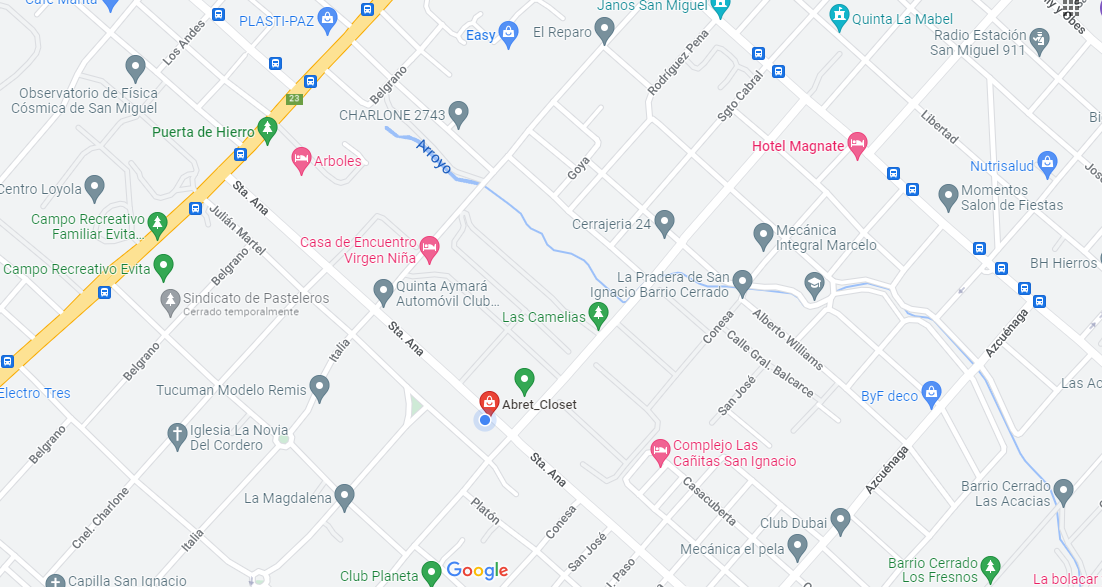 Café Manta
PLASTI-PAZ
Los Andes
Easy
El Reparo
Janos San Miguel
Quinta La Mabel
Radio Estación
San Miguel 911
Observatorio de Física
Cósmica de San Miguel
23
Belgrano
CHARLONE 2743
Rodríguez Pena
Sgto Cabral
Libertad
Puerta de Hierro
Arboles
Arroyo
Goya
Hotel Magnate
Nutrisalud
Centro Loyola
Sta. Ana
Momentos
Salon de Fiestas
Campo Recreativo
Familiar Evita...
Julián Martel
Casa de Encuentro
Virgen Niña
Cerrajeria 24
Mecánica
Integral Marcelo
Campo Recreativo Evita
Belgrano
BH Hierros
Quinta Aymará
Automóvil Club...
La Pradera de San
Ignacio Barrio Cerrado
Sindicato de Pasteleros
Cerrado temporalmente
Las Camelias
Conesa
Alberto Williams
Azcuénaga
Sta. Ana
Italia
Belgrano
Calle Gral. Balcarce
Electro Tres
Tucuman Modelo Remis
Abret_Closet
San José
ByF deco
Las Ac
Iglesia La Novia
Del Cordero
Belgrano
Complejo Las
Cañitas San Ignacio
Sta. Ana
Azcuénaga
La Magdalena
Cnel. Charlone
Platón
Conesa
Casacuberta
Barrio Cerrado
Las Acacias
Club Dubai
Italia
San José
Mecánica el pela
Barrio Cerrado
Los Fresnos
Capilla San Ignacio
Club Planeta
Google
L. Paso
La bolacar